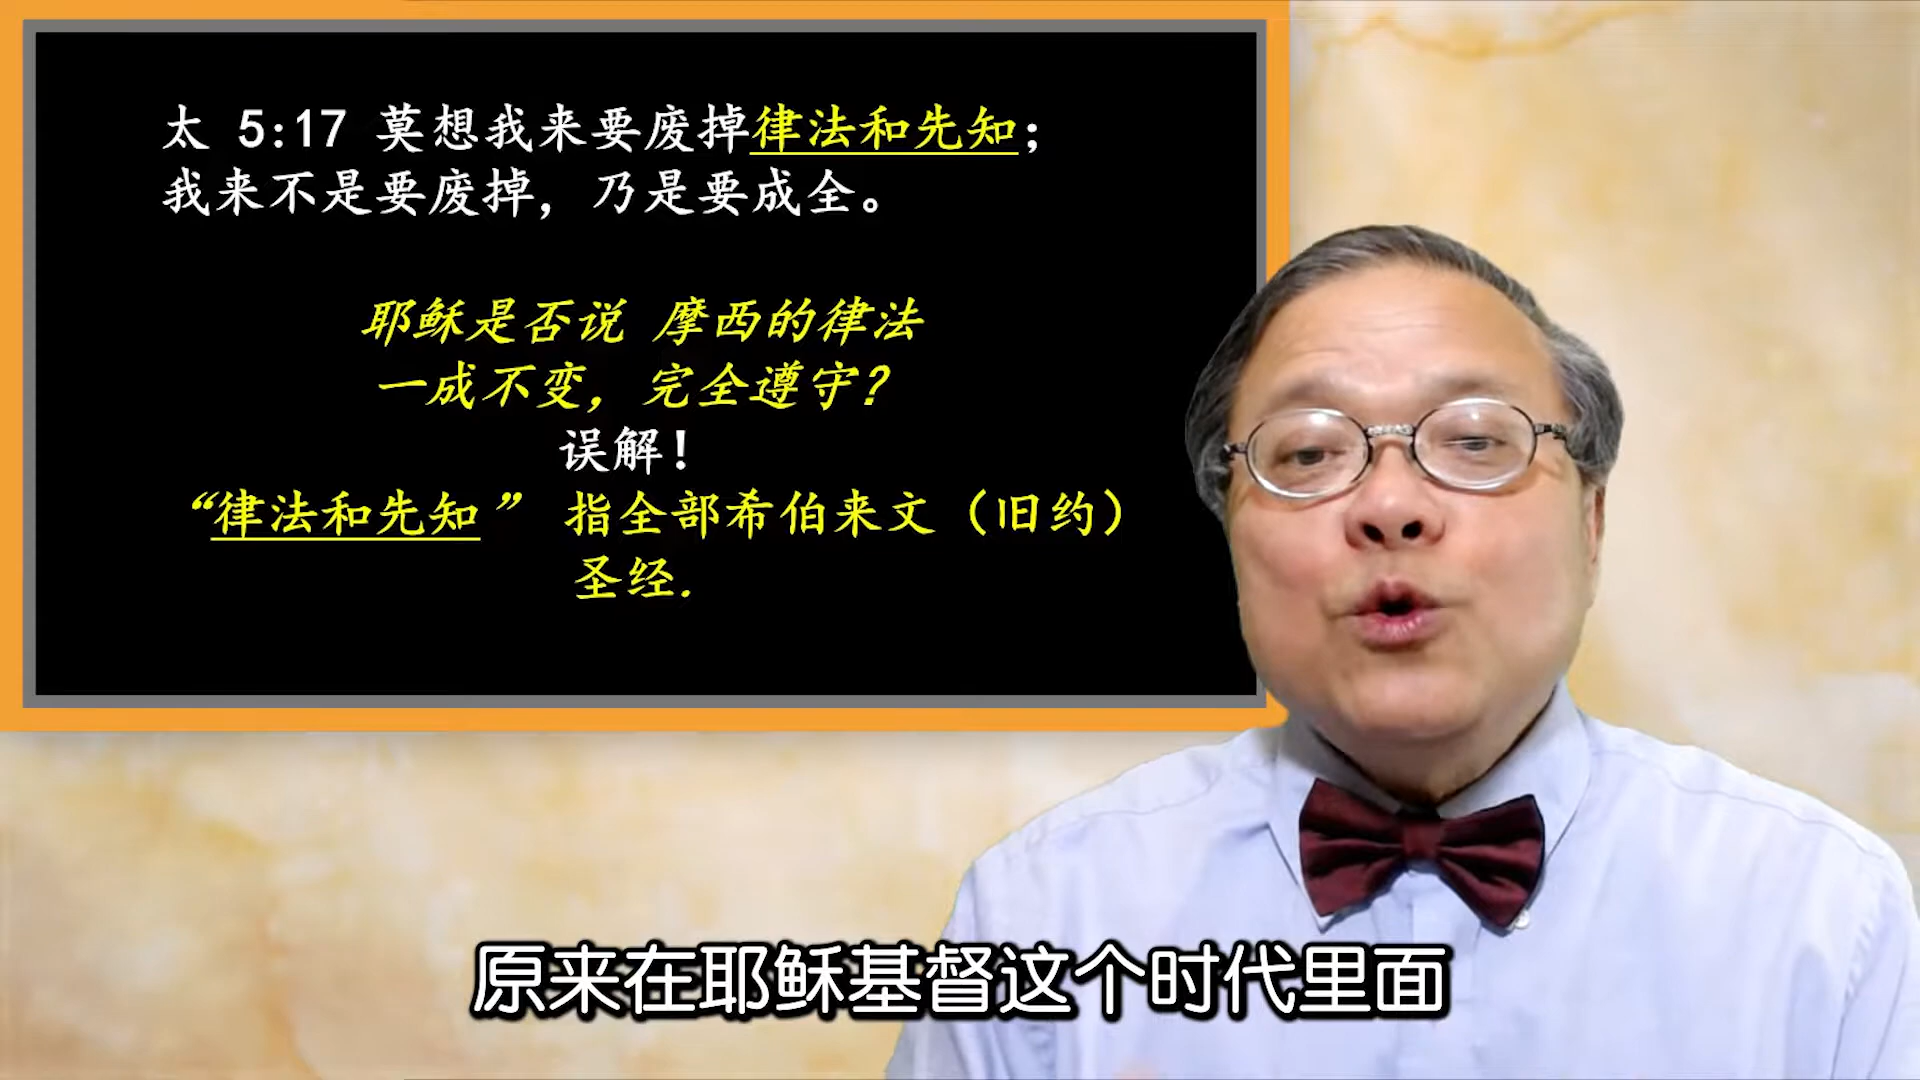 太 5:17 莫想我来要废掉律法和先知;
我来不是要废掉，乃是要成全。
耶稣是否说 摩西的律法
一成不变，完全遵守？
误解！
“律法和先知” 指全部希伯来文（旧约）
圣经.
原来在耶稣基督这个时代里面